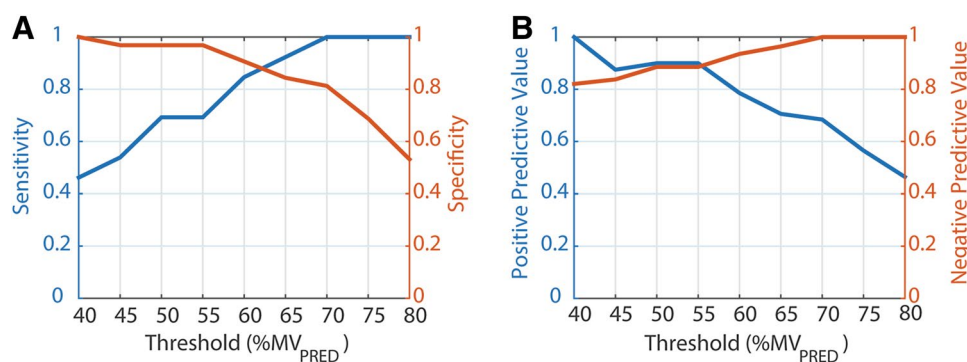 A
B
1 1
0.8 0.8
0.6 0.6
0.4 0.4
0.2 0.2
0 0
Sensitivity
Specificity
40 45 50 55 60 65 70 75 80
Threshold (%MVPRED)
1 1
0.8 0.8
0.6 0.6
0.4 0.4
0.2 0.2
0 0
Positive Predictive Value
Negative Predictive Value
40 45 50 55 60 65 70 75 80
Threshold (%MVPRED)